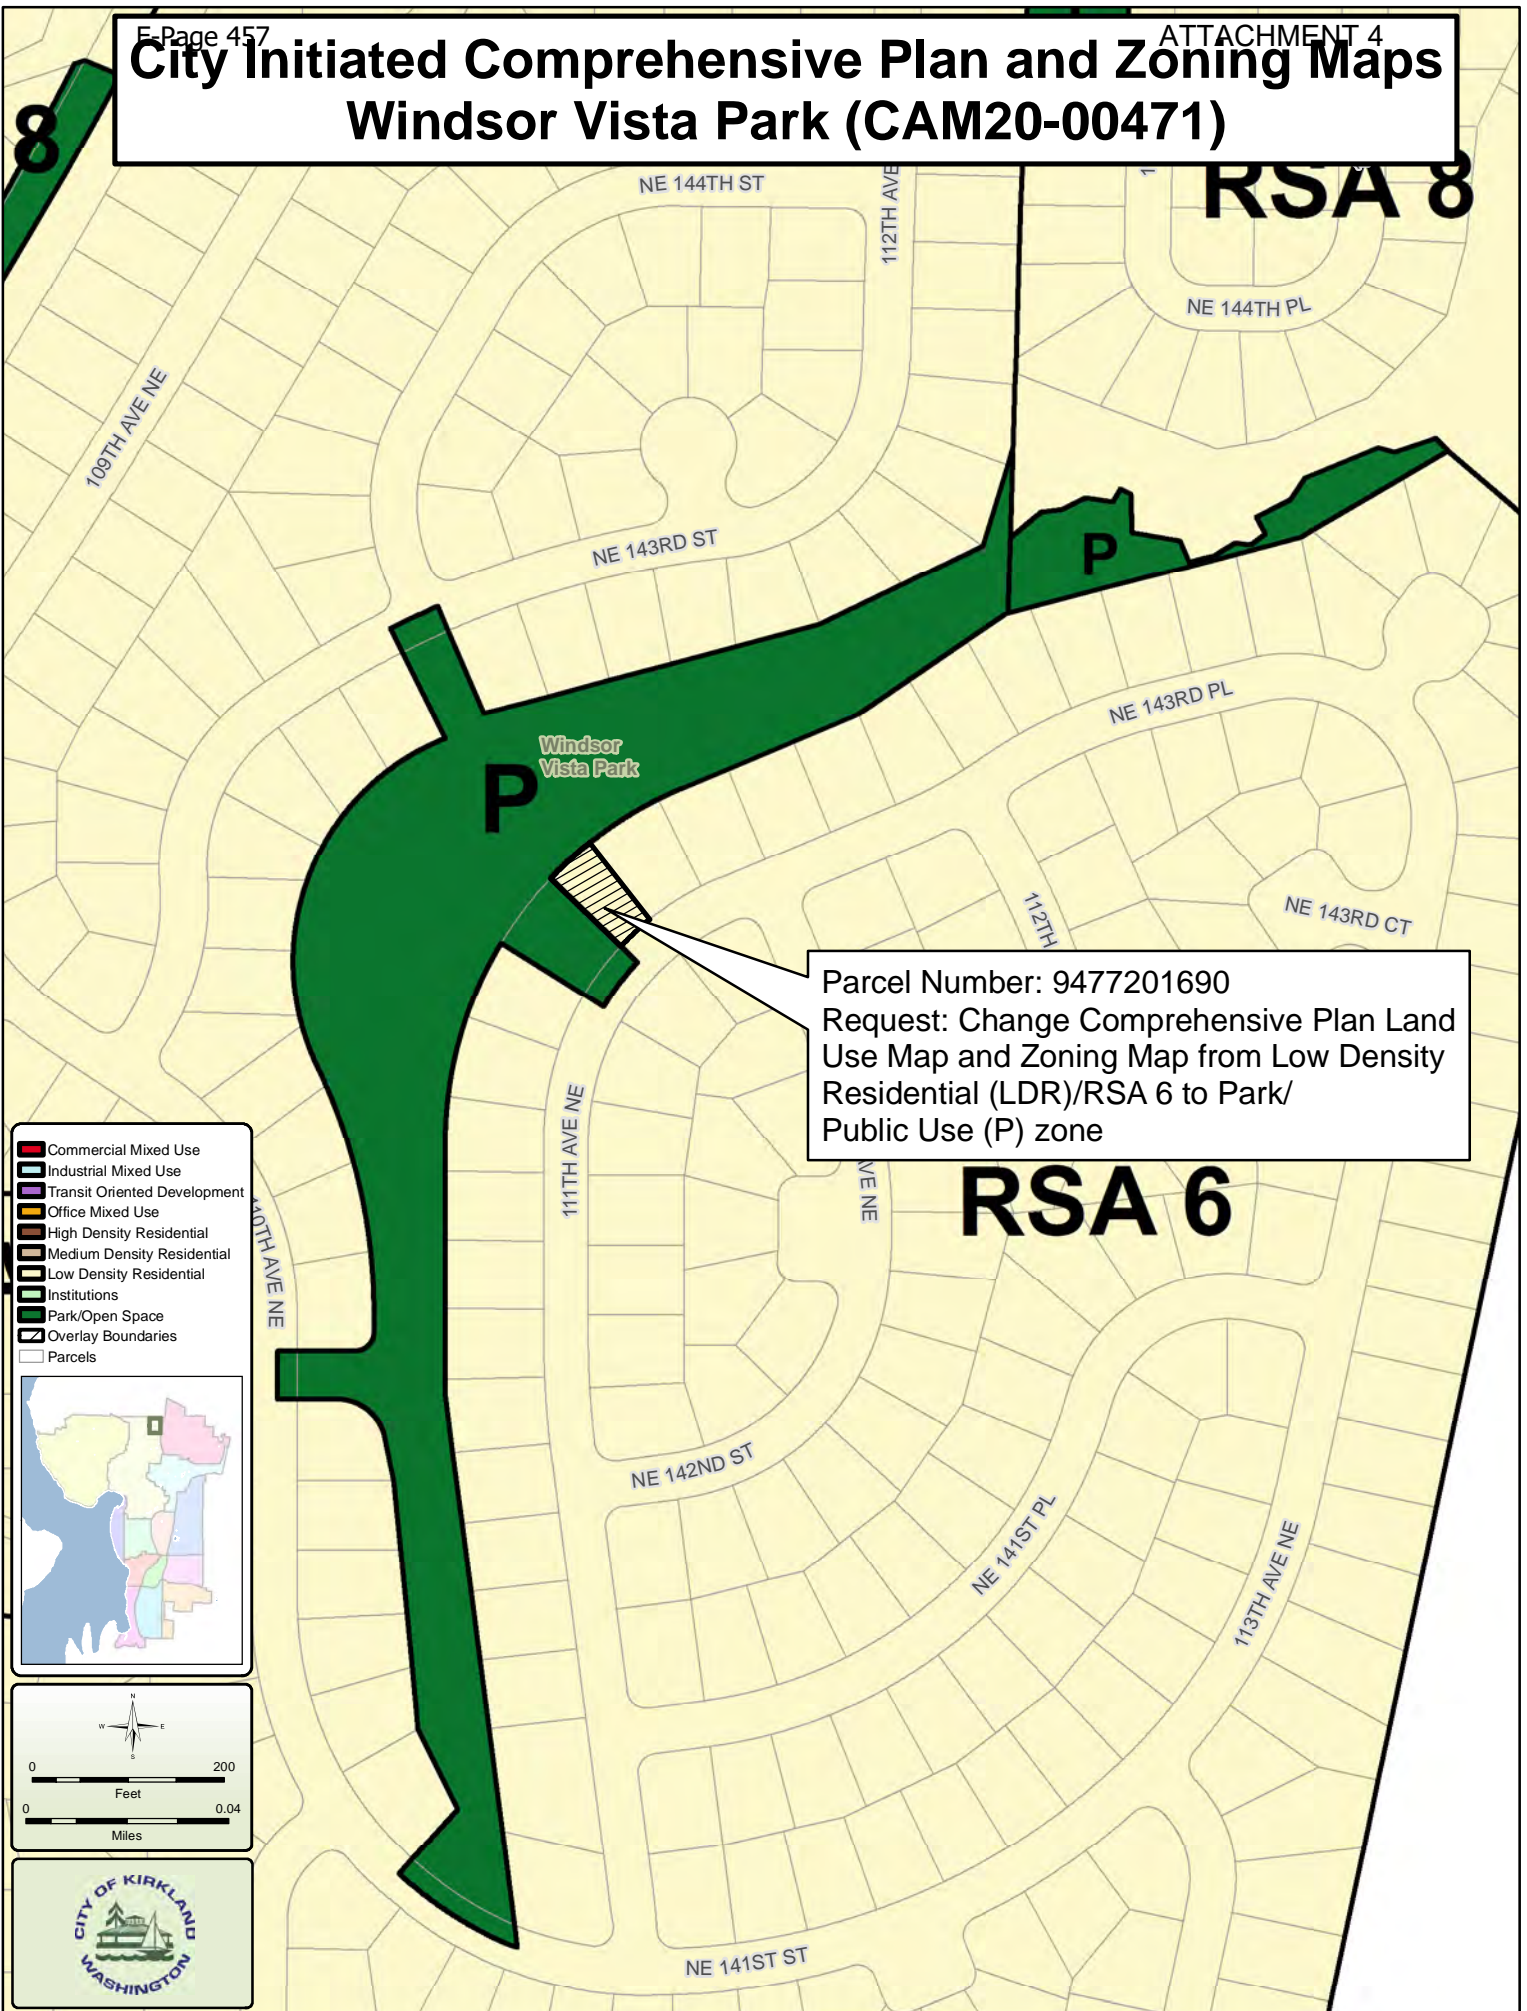 E-Page 457
ATTACHMENT 4
City Initiated Comprehensive Plan and Zoning Maps
Windsor Vista Park (CAM20-00471)
8
RSA 8
NE 144TH ST
112TH AVE
NE 144TH PL
109TH AVE NE
NE 143RD ST
P
NE 143RD PL
Windsor
Vista Park
P
NE 143RD CT
112TH
Parcel Number: 9477201690
Request: Change Comprehensive Plan Land
Use Map and Zoning Map from Low Density
Residential (LDR)/RSA 6 to Park/
Public Use (P) zone
111TH AVE NE
AVE NE
RSA 6
110TH AVE NE
Commercial Mixed Use
Industrial Mixed Use
Transit Oriented Development
Office Mixed Use
High Density Residential
Medium Density Residential
Low Density Residential
Institutions
Park/Open Space
Overlay Boundaries
Parcels
NE 142ND ST
NE 141ST PL
113TH AVE NE
N
W E
S
0 200
Feet
0 0.04
Miles
CITY OF KIRKLAND
WASHINGTON
NE 141ST ST